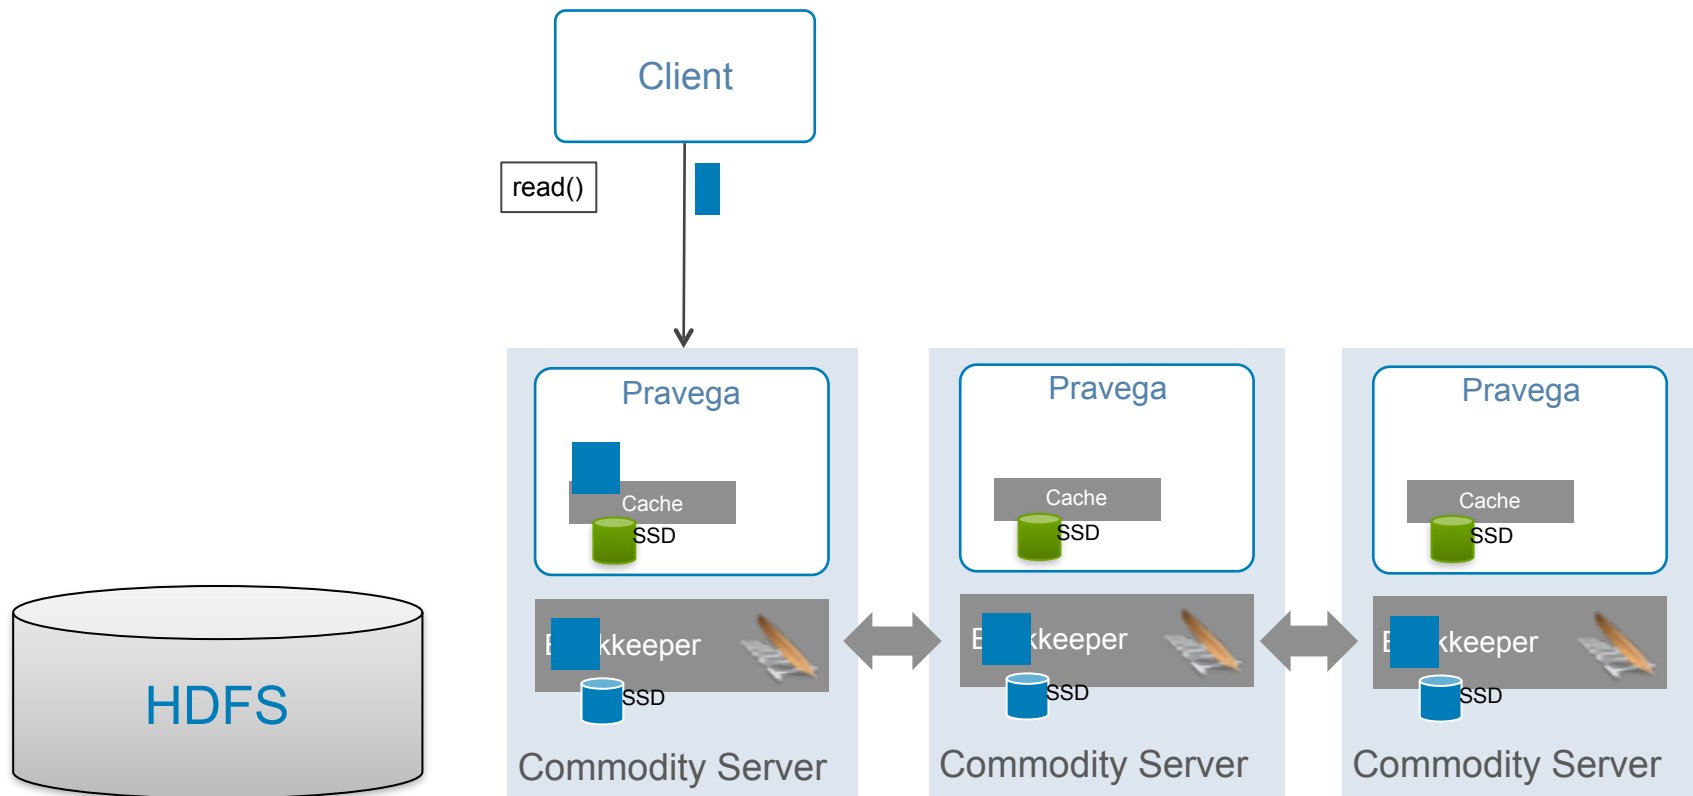 Client
read()
Pravega
Pravega
Pravega
Cache
Cache
Cache
SSD
SSD
SSD
kkeeper
kkeeper
kkeeper
SSD
SSD
SSD
HDFS
Commodity Server
Commodity Server
Commodity Server